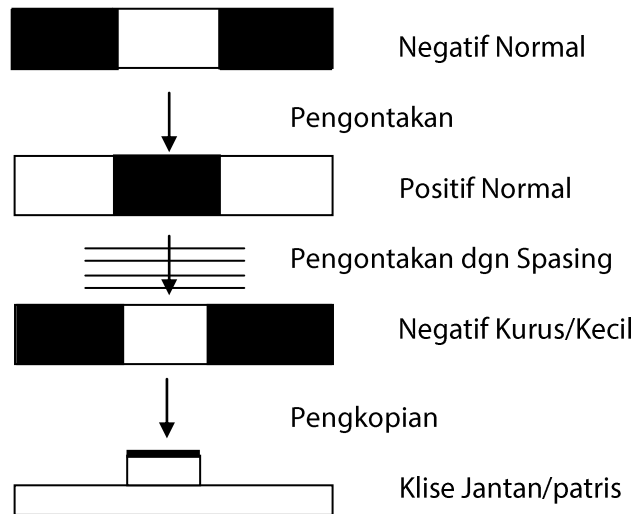 Negatif Normal
Pengontakan
Positif Normal
Pengontakan dgn Spasing
Negatif Kurus/Kecil
Pengkopian
Klise Jantan/patris